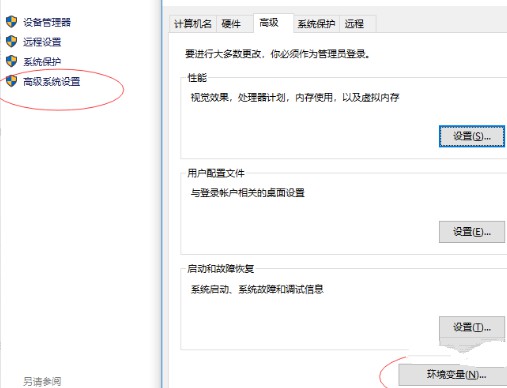 设备管理器
远程设置
系统保护
高级系统设置
另请参阅
计算机名 硬件 高级 系统保护 远程
要进行大多数更改，你必须作为管理员登录。
性能
视觉效果，处理器计划，内存使用，以及虚拟内存
设置(S)...
用户配置文件
与登录帐户相关的桌面设置
设置(E)...
启动和故障恢复
系统启动、系统故障和调试信息
设置(T)...
环境变量(N)...